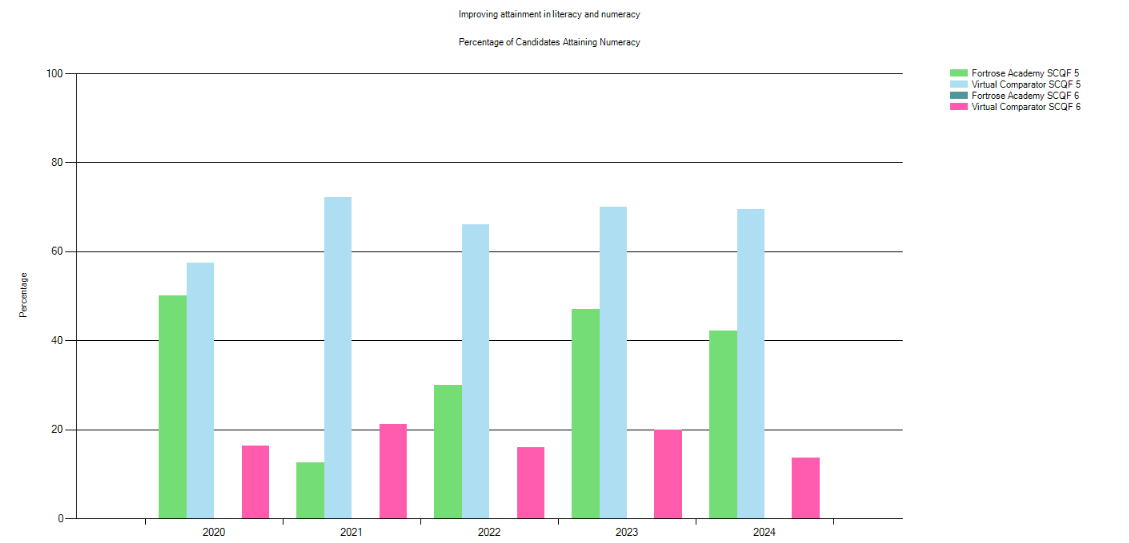 Improving attainment in literacy and numeracy
Percentage of Candidates Attaining Numeracy
Fortrose Academy SCQF 5
Virtual Comparator SCQF 5
Fortrose Academy SCQF 6
Virtual Comparator SCQF 6
Percentage
100
80
60
40
20
0
2020
2021
2022
2023
2024